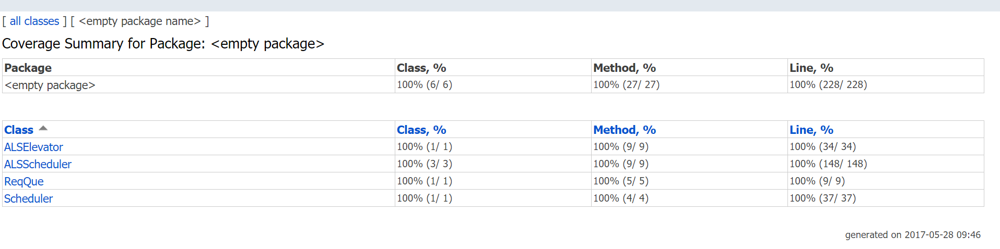 [ all classes ] [ <empty package name> ]
Coverage Summary for Package: <empty package>
Package Class, % Method, % Line, %
<empty package> 100% (6/ 6) 100% (27/ 27) 100% (228/ 228)
Class Class, % Method, % Line, %
ALSElevator 100% (1/ 1) 100% (9/ 9) 100% (34/ 34)
ALSScheduler 100% (3/ 3) 100% (9/ 9) 100% (148/ 148)
ReqQue 100% (1/ 1) 100% (5/ 5) 100% (9/ 9)
Scheduler 100% (1/ 1) 100% (4/ 4) 100% (37/ 37)
generated on 2017-05-28 09:46